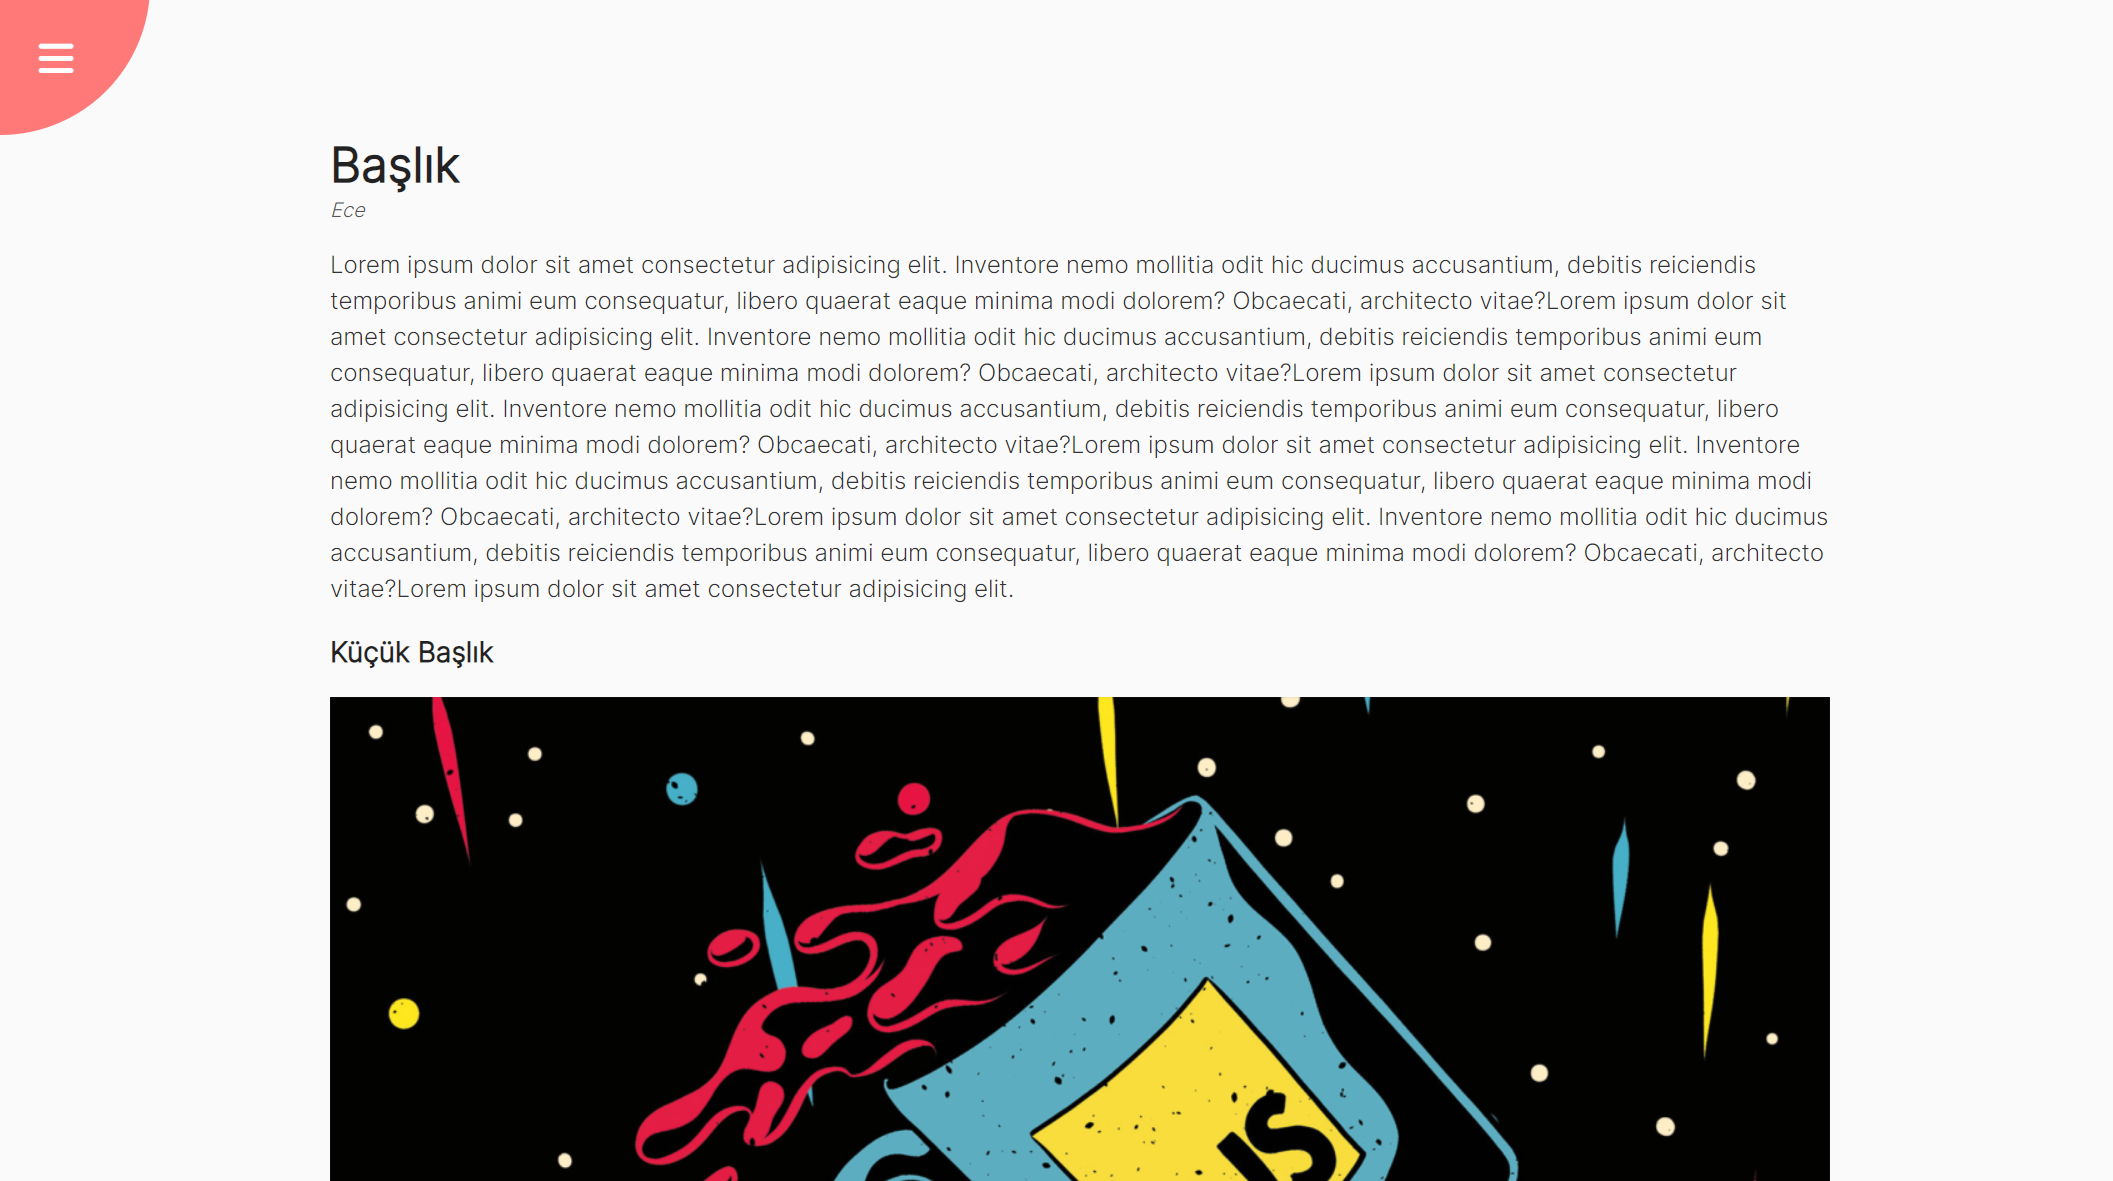 Başlık
Ece
Lorem ipsum dolor sit amet consectetur adipisicing elit. Inventore nemo mollitia odit hic ducimus accusantium, debitis reiciendis
temporibus animi eum consequatur, libero quaerat eaque minima modi dolorem? Obcaecati, architecto vitae?Lorem ipsum dolor sit
amet consectetur adipisicing elit. Inventore nemo mollitia odit hic ducimus accusantium, debitis reiciendis temporibus animi eum
consequatur, libero quaerat eaque minima modi dolorem? Obcaecati, architecto vitae?Lorem ipsum dolor sit amet consectetur
adipisicing elit. Inventore nemo mollitia odit hic ducimus accusantium, debitis reiciendis temporibus animi eum consequatur, libero
quaerat eaque minima modi dolorem? Obcaecati, architecto vitae?Lorem ipsum dolor sit amet consectetur adipisicing elit. Inventore
nemo mollitia odit hic ducimus accusantium, debitis reiciendis temporibus animi eum consequatur, libero quaerat eaque minima modi
dolorem? Obcaecati, architecto vitae?Lorem ipsum dolor sit amet consectetur adipisicing elit. Inventore nemo mollitia odit hic ducimus
accusantium, debitis reiciendis temporibus animi eum consequatur, libero quaerat eaque minima modi dolorem? Obcaecati, architecto
vitae?Lorem ipsum dolor sit amet consectetur adipisicing elit.
Küçük Başlık
JS